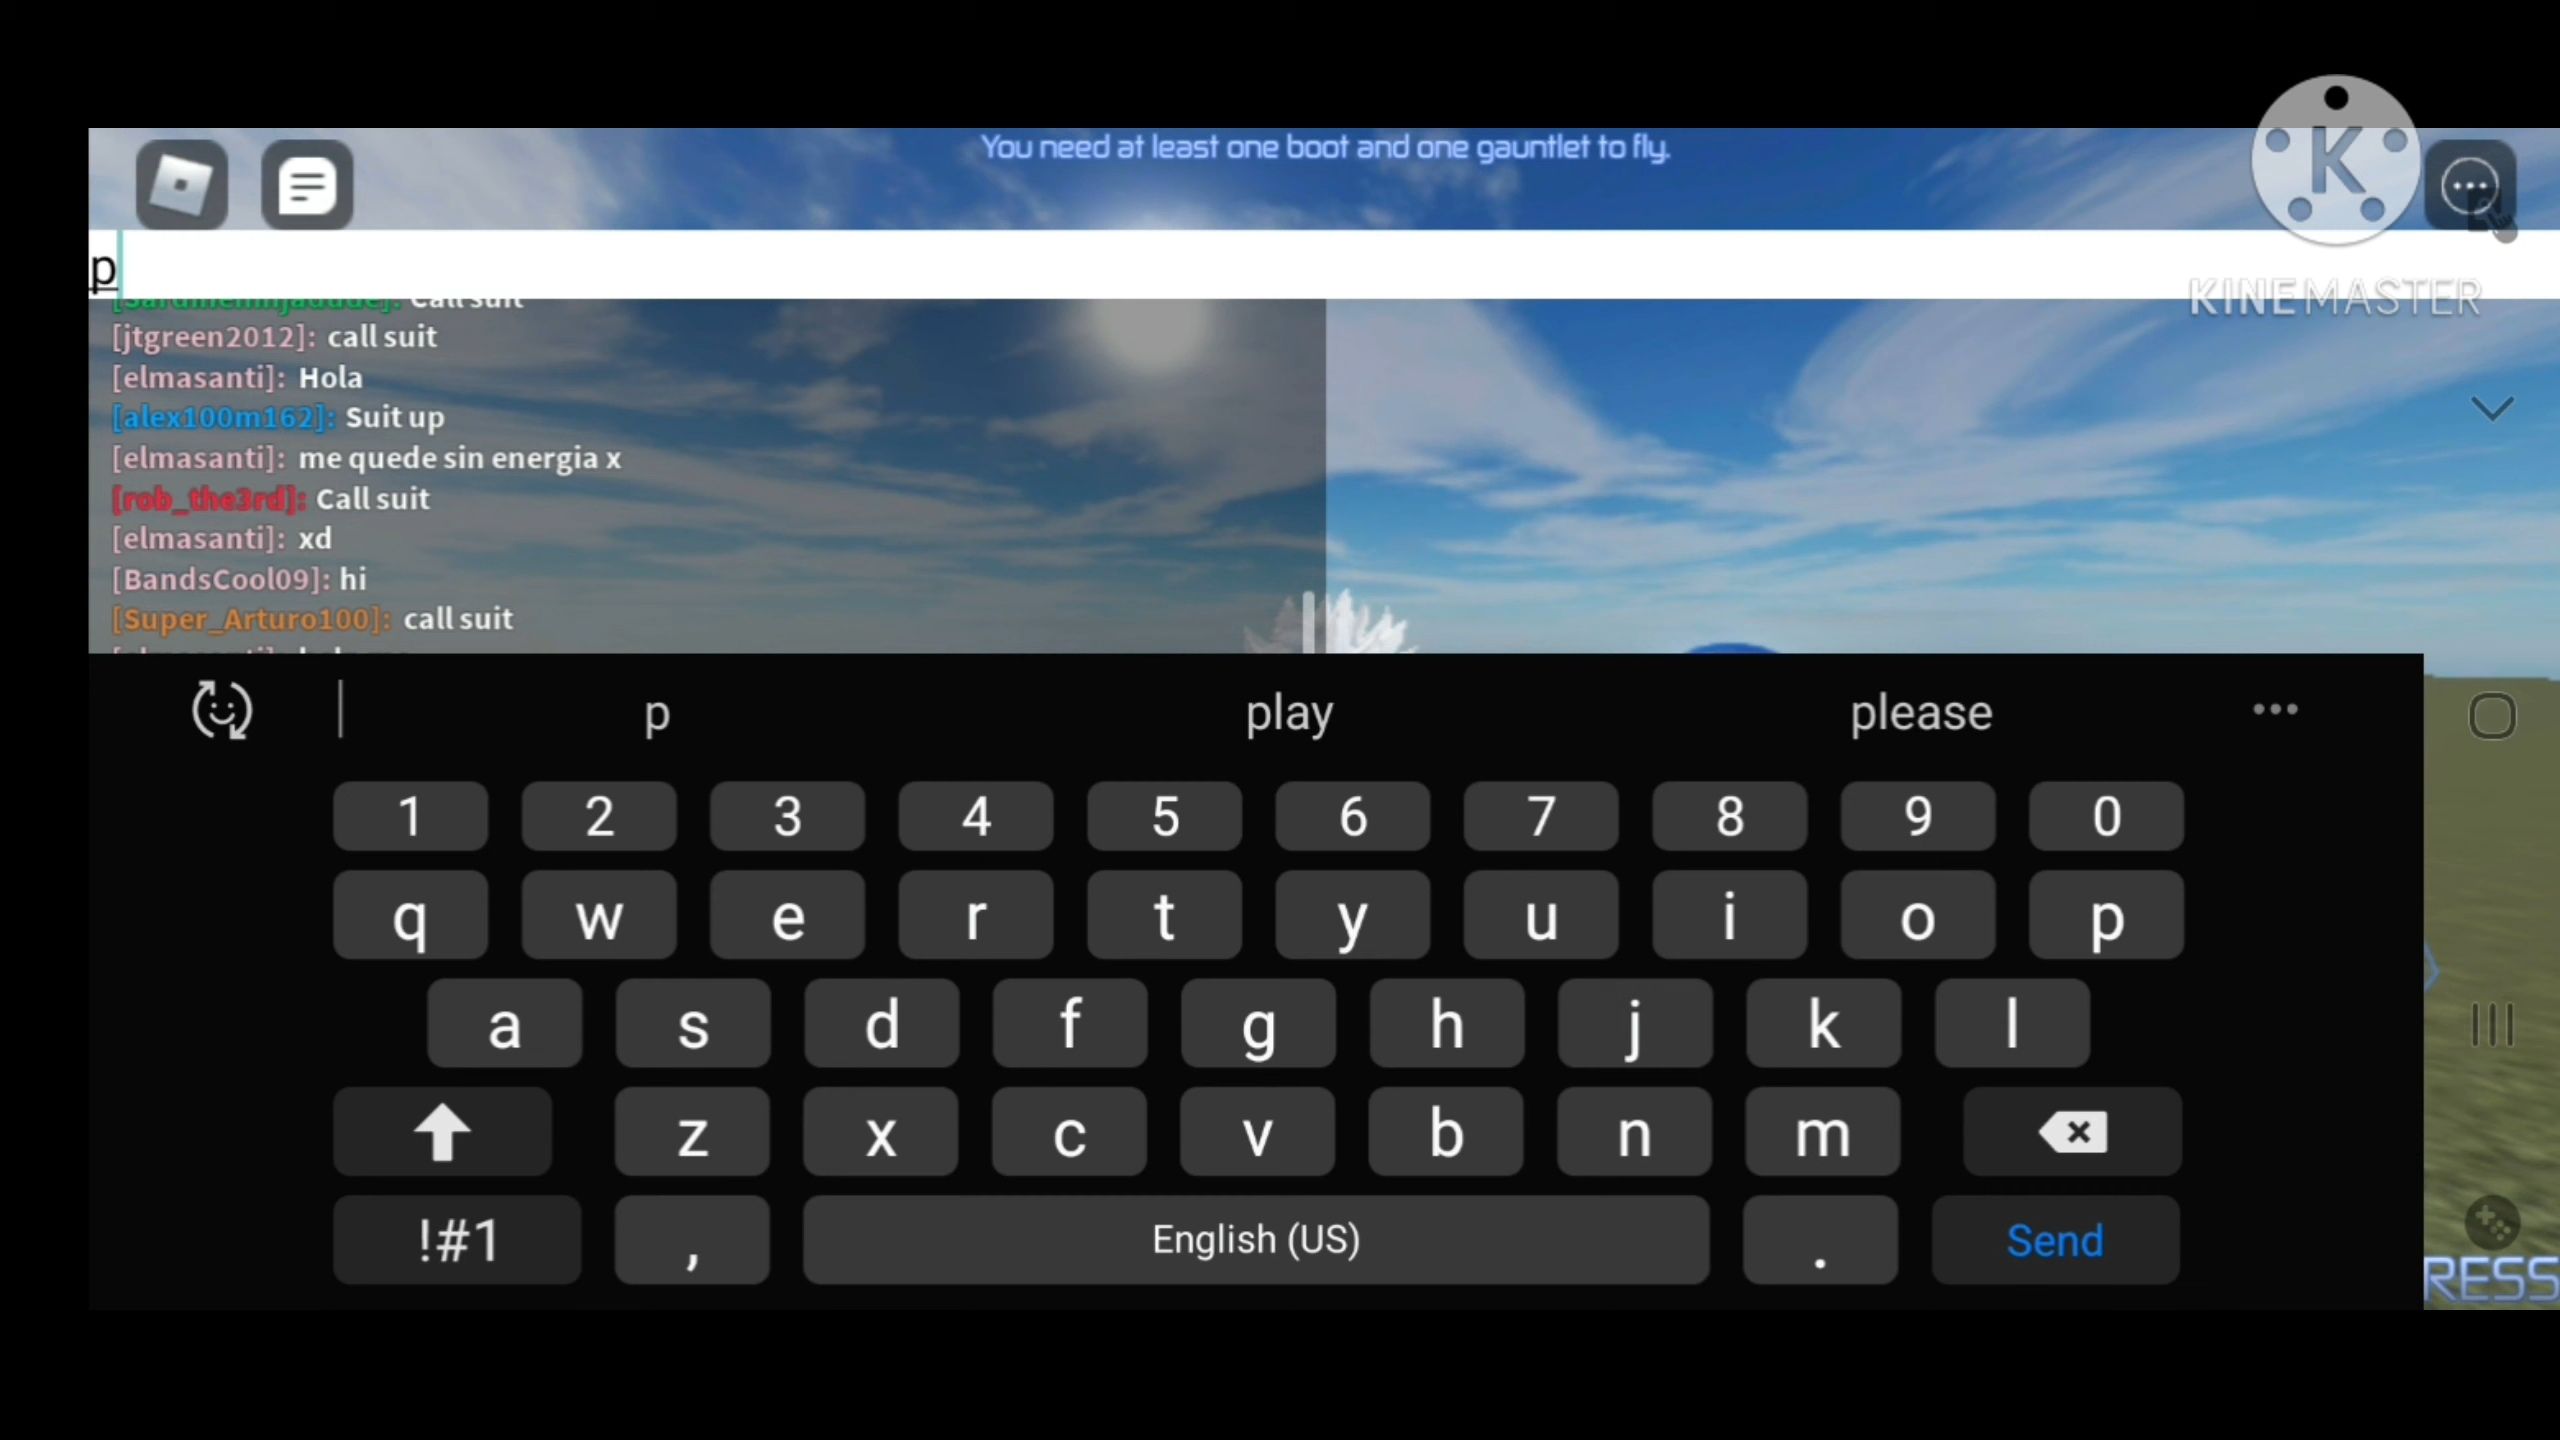 You need at least one boot and one gauntlet to fly.
K
KINEMASTER
p
Call suit
[jtgreen2012]: call suit
[elmasanti]: Hola
[alex100m162]: Suit up
[elmasanti]: me quede sin energia x
[rob_the3rd]: Call suit
[elmasanti]: xd
[BandsCool09]: hi
[Super_Arturo100]: call suit
p play please
1 2 3 4 5 6 7 8 9 0
q w e r t y u i o p
a s d f g h j k l
z x c v b n m
!#1 , English (US) . Send
RESS